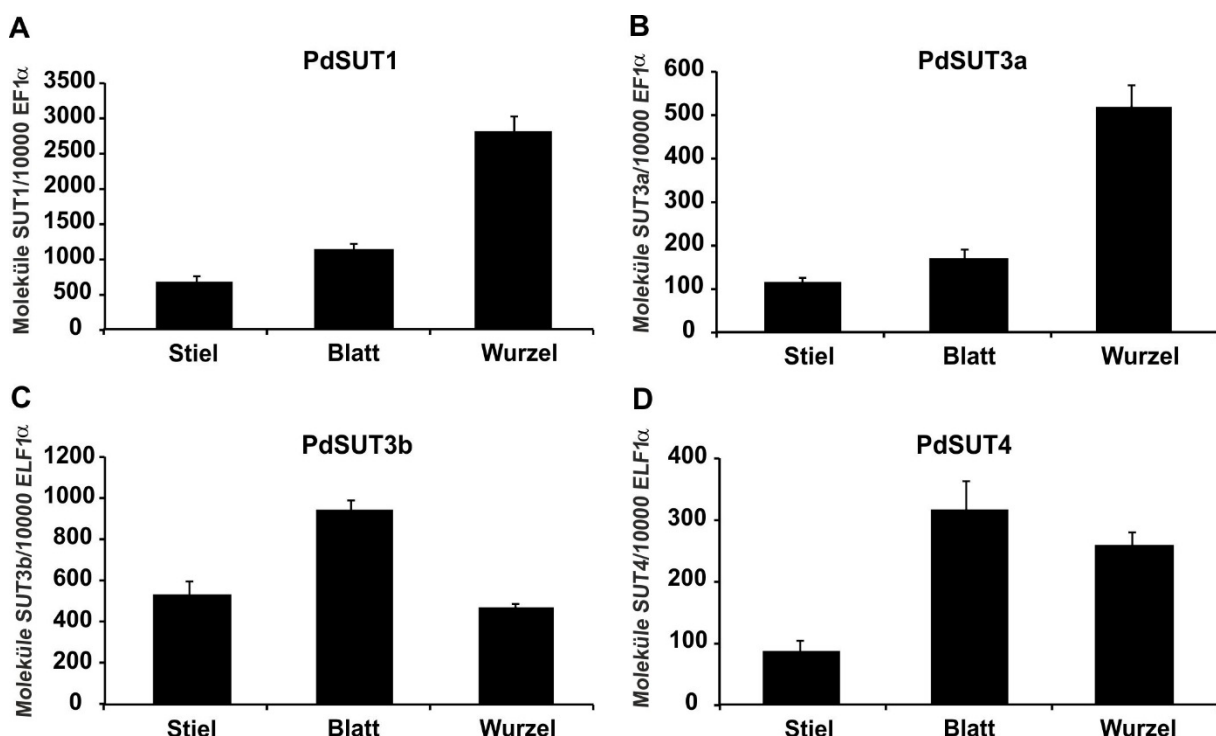 A
PdSUT1
Moleküle SUT1/10000 EF1α
3500
3000
2500
2000
1500
1000
500
0
Stiel Blatt Wurzel
B
PdSUT3a
Moleküle SUT3a/10000 EF1α
600
500
400
300
200
100
0
Stiel Blatt Wurzel
C
PdSUT3b
Moleküle SUT3b/10000 ELF1α
1200
1000
800
600
400
200
0
Stiel Blatt Wurzel
D
PdSUT4
Moleküle SUT4/10000 ELF1α
400
300
200
100
0
Stiel Blatt Wurzel